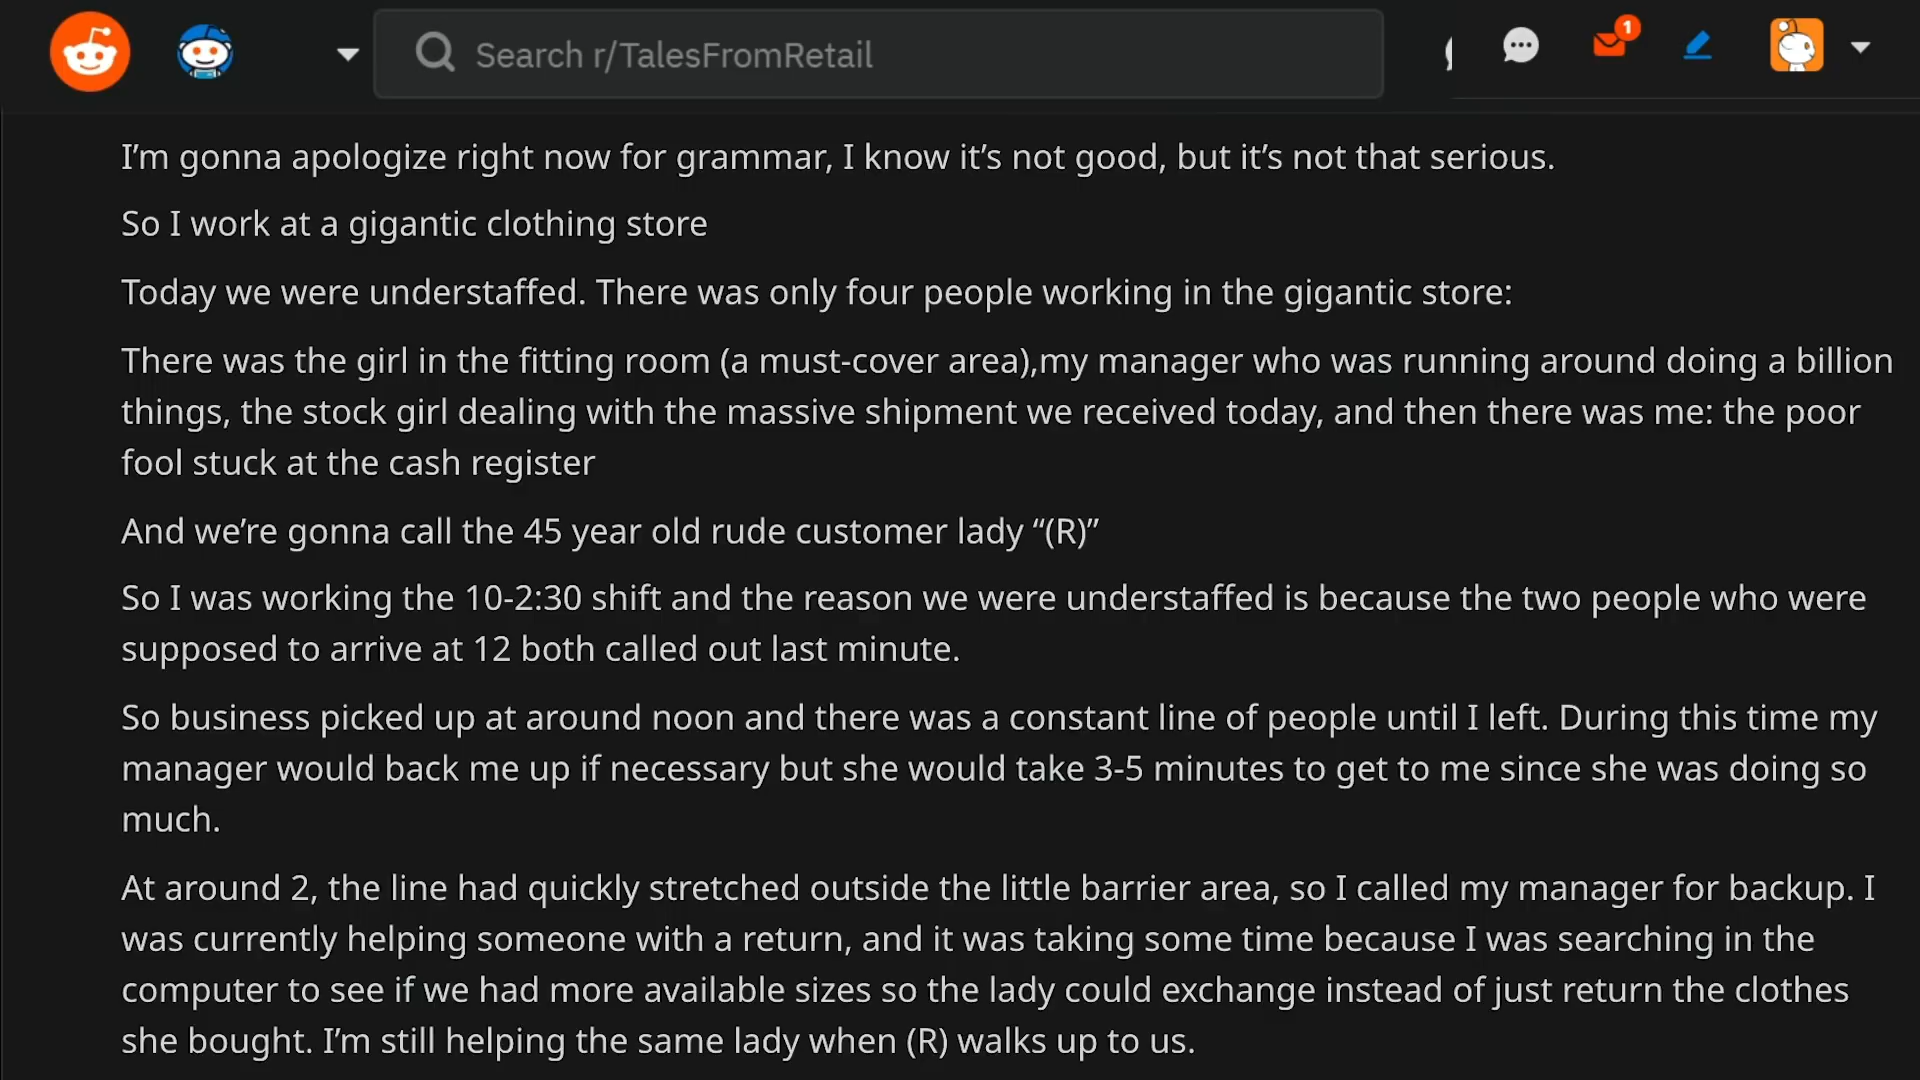 Search r/TalesFromRetail
1
I’m gonna apologize right now for grammar, I know it’s not good, but it’s not that serious.
So I work at a gigantic clothing store
Today we were understaffed. There was only four people working in the gigantic store:
There was the girl in the fitting room (a must-cover area),my manager who was running around doing a billion
things, the stock girl dealing with the massive shipment we received today, and then there was me: the poor
fool stuck at the cash register
And we’re gonna call the 45 year old rude customer lady “(R)”
So I was working the 10-2:30 shift and the reason we were understaffed is because the two people who were
supposed to arrive at 12 both called out last minute.
So business picked up at around noon and there was a constant line of people until I left. During this time my
manager would back me up if necessary but she would take 3-5 minutes to get to me since she was doing so
much.
At around 2, the line had quickly stretched outside the little barrier area, so I called my manager for backup. I
was currently helping someone with a return, and it was taking some time because I was searching in the
computer to see if we had more available sizes so the lady could exchange instead of just return the clothes
she bought. I’m still helping the same lady when (R) walks up to us.